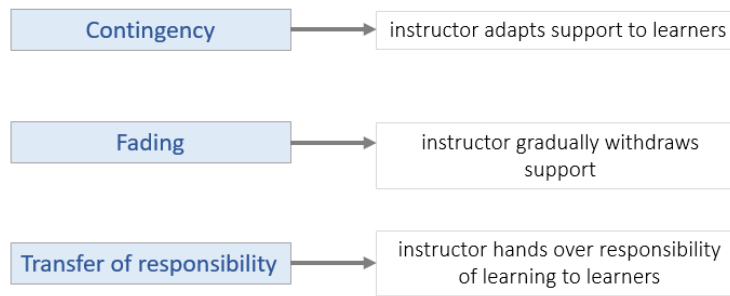 Contingency
instructor adapts support to learners
Fading
instructor gradually withdraws
support
Transfer of responsibility
instructor hands over responsibility
of learning to learners